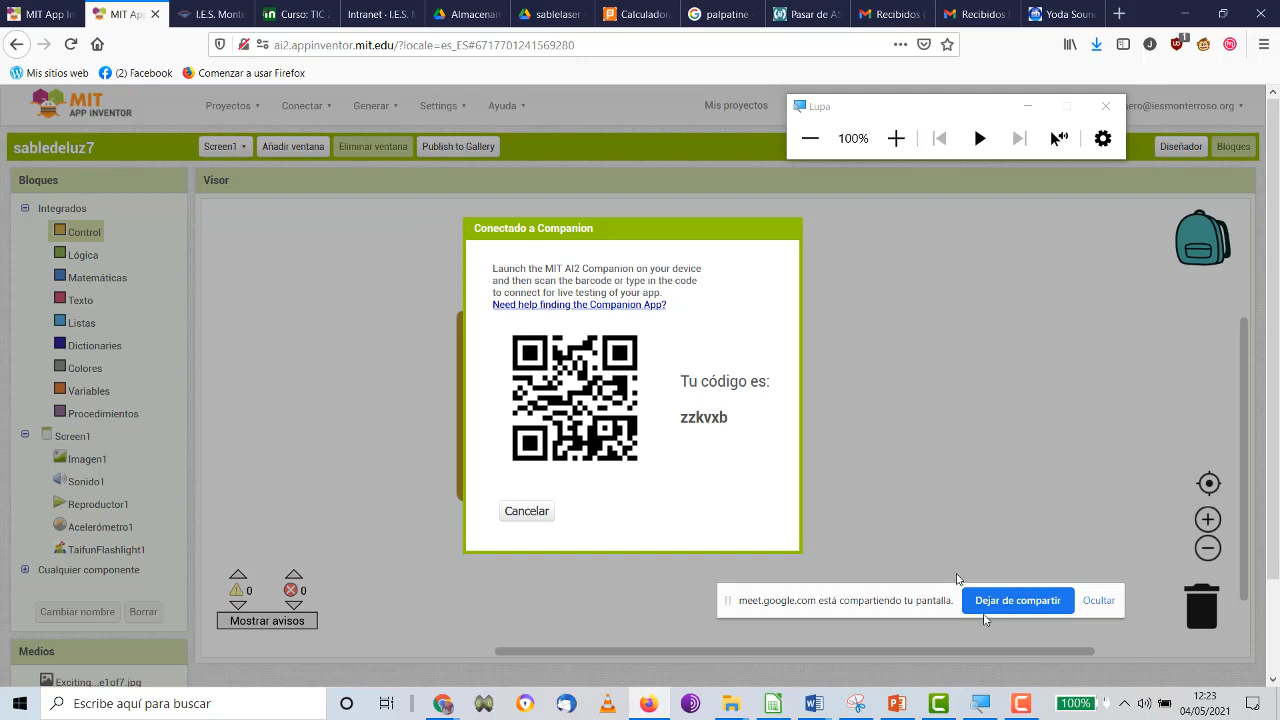 MIT App In
MIT App
I.E.S. Monte
Curso: TIC 2
Intranet - I.E.S. M
Almacenam
sablelaser
Calculador
palpatine
Pasar de AS
Recibidos (
Recibidos (
Yoda Soun
ai2.appinventor.mit.edu/?locale=es_ES#6717701241569280
Mis sitios web
(2) Facebook
Comenzar a usar Firefox
MIT
APP INVENTOR
Proyectos
Conectar
Generar
Settings
Ayuda
Mis proyectos
ero@iesmonterroso.org
Lupa
100%
sabledeluz7
Screen1
Añadir ventana
Eliminar ventana
Publish to Gallery
Diseñador
Bloques
Bloques
Visor
Integrados
Control
Lógica
Matemáticas
Texto
Listas
Dictionaries
Colores
Variables
Procedimientos
Screen1
Imagen1
Sonido1
Reproductor1
Acelerómetro1
TaifunFlashlight1
Cualquier componente
Cambiar nombre
Borrar
Medios
Exciting...e1of7.jpg
Conectado a Companion
Launch the MIT AI2 Companion on your device
and then scan the barcode or type in the code
to connect for live testing of your app.
Need help finding the Companion App?
Tu código es:
zzkvxb
Cancelar
0
0
Mostrar avisos
meet.google.com está compartiendo tu pantalla.
Dejar de compartir
Ocultar
Escribe aquí para buscar
100%
12:23
04/05/2021